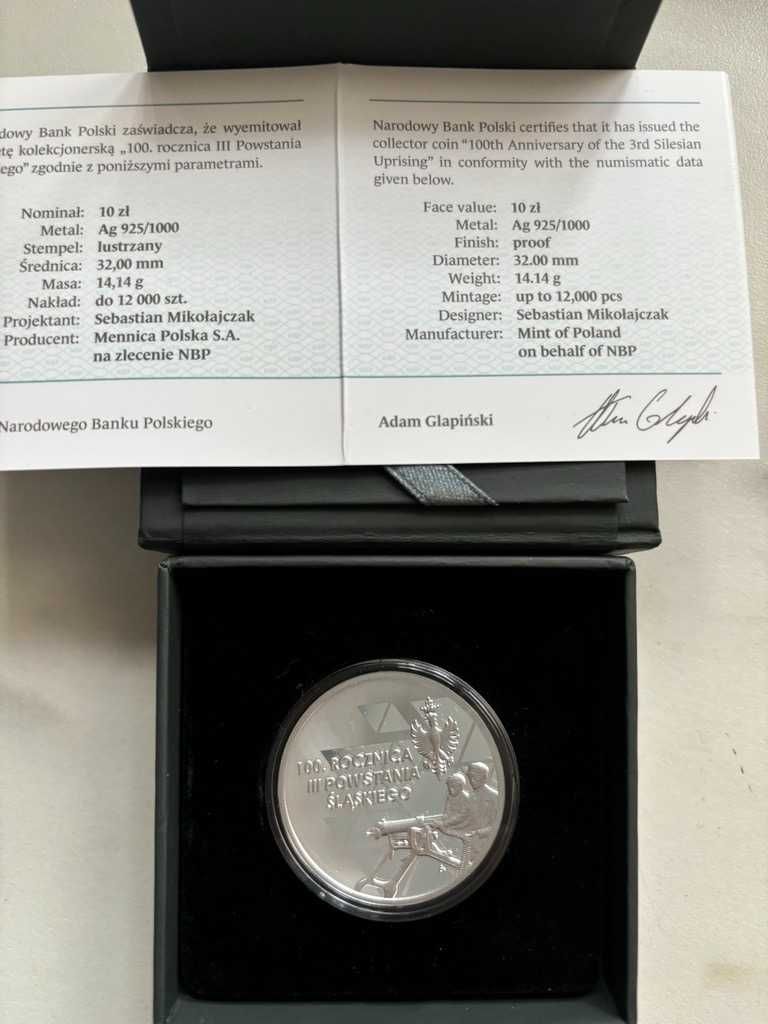 Bank Polski zaświadcza, że wyemitował
kolekcjonerską „100. rocznica III Powstania
zgodnie z poniższymi parametrami.
Nominał: 10 zł
Metal: Ag 925/1000
Stempel: lustrzany
Średnica: 32,00 mm
Masa: 14,14 g
Nakład: do 12 000 szt.
Projektant: Sebastian Mikołajczak
Producent: Mennica Polska S.A.
na zlecenie NBP
Narodowego Banku Polskiego
Narodowy Bank Polski certifies that it has issued the
collector coin “100th Anniversary of the 3rd Silesian
Uprising” in conformity with the numismatic data
given below.
Face value: 10 zł
Metal: Ag 925/1000
Finish: proof
Diameter: 32.00 mm
Weight: 14.14 g
Mintage: up to 12,000 pcs
Designer: Sebastian Mikołajczak
Manufacturer: Mint of Poland
on behalf of NBP
Adam Glapiński
100. ROCZNICA
III POWSTANIA
ŚLĄSKIEGO